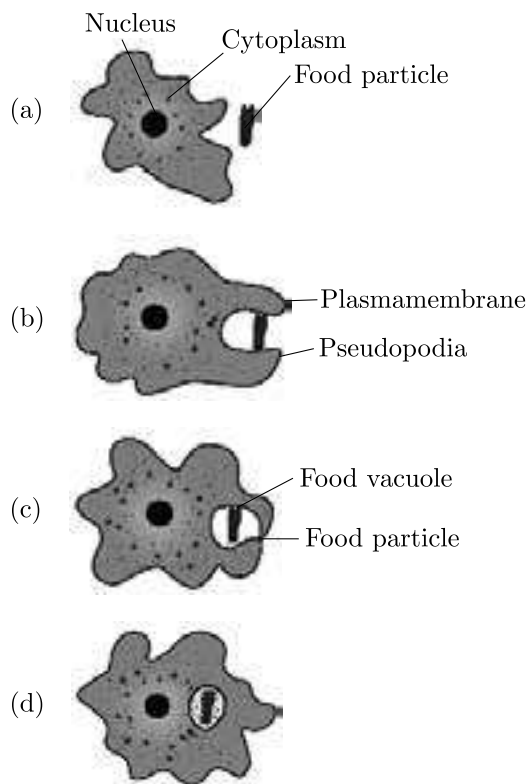 Nucleus
Cytoplasm
Food particle
(a)
Plasmamembrane
(b)
Pseudopodia
Food vacuole
(c)
Food particle
(d)